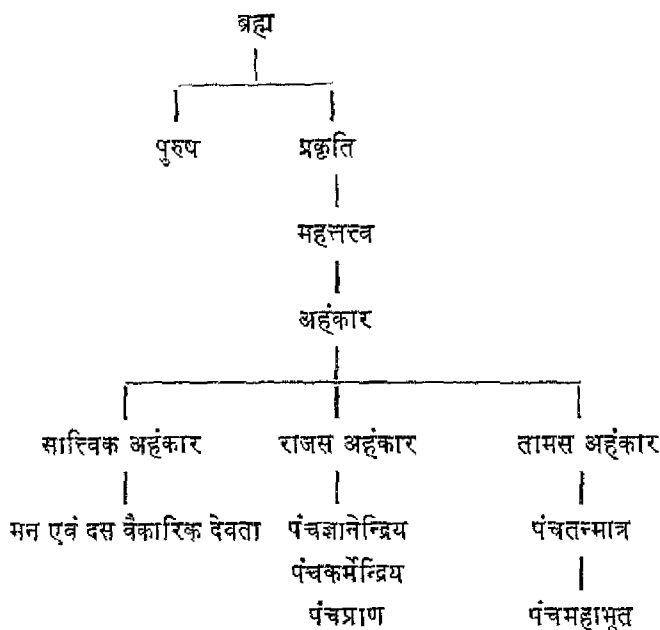 ब्रह्म
पुरुष प्रकृति
महत्तत्त्व
अहंकार
सात्त्विक अहंकार राजस अहंकार तामस अहंकार
मन एवं दस वैकारिक देवता पंचज्ञानेन्द्रिय पंचतन्मात्र
पंचकर्मेन्द्रिय
पंचप्राण पंचमहाभूत